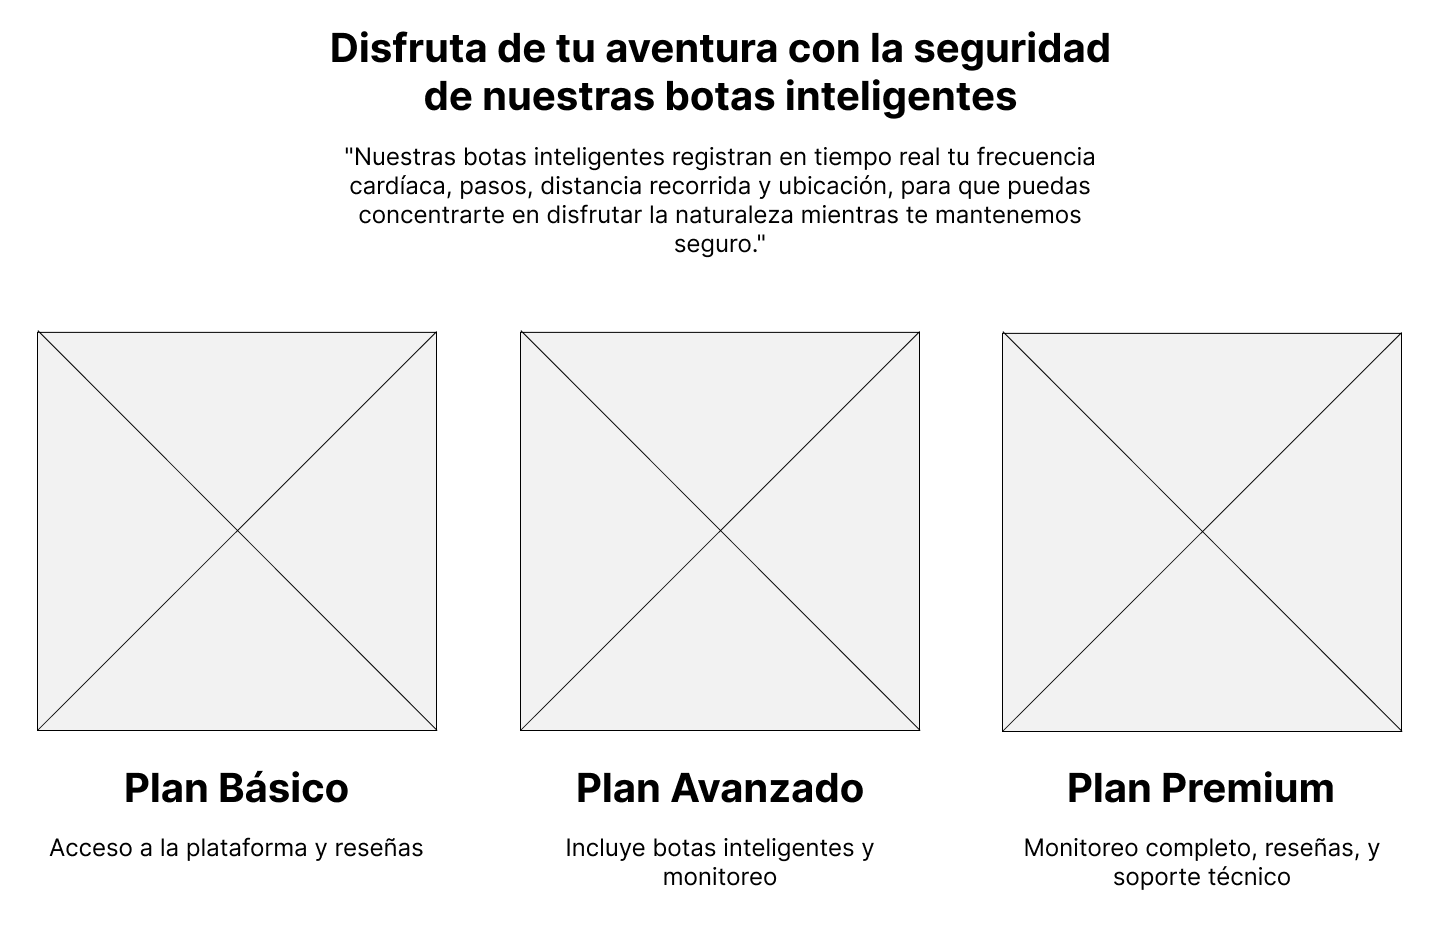 Disfruta de tu aventura con la seguridad
de nuestras botas inteligentes
"Nuestras botas inteligentes registran en tiempo real tu frecuencia
cardíaca, pasos, distancia recorrida y ubicación, para que puedas
concentrarte en disfrutar la naturaleza mientras te mantenemos
seguro."
Plan Básico
Acceso a la plataforma y reseñas
Plan Avanzado
Incluye botas inteligentes y
monitoreo
Plan Premium
Monitoreo completo, reseñas, y
soporte técnico